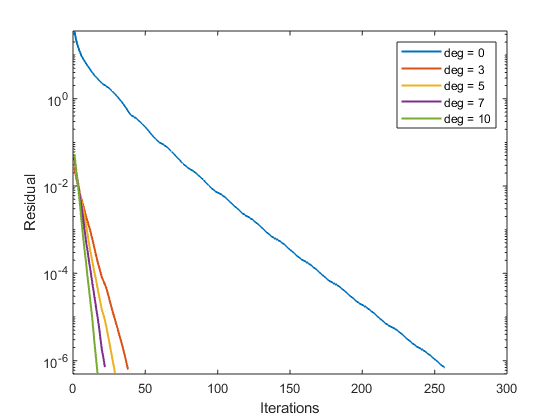 deg = 0
deg = 3
deg = 5
deg = 7
deg = 10
10^0
10^-2
10^-4
10^-6
Residual
0
50
100
150
200
250
300
Iterations